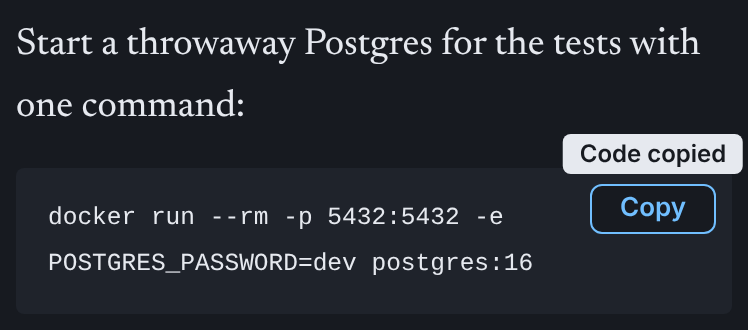 Start a throwaway Postgres for the tests with
one command:
Code copied
Copy
docker run --rm -p 5432:5432 -e
POSTGRES_PASSWORD=dev postgres:16